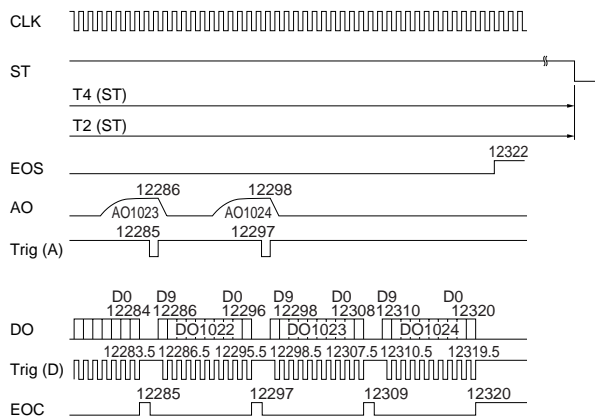 CLK
ST
T4 (ST)
T2 (ST)
12322
EOS
12286 12298
AO AO1023 AO1024
12285 12297
Trig (A)
D0 D9 D0 D9 D0 D9 D0
12284 12286 12296 12298 12308 12310 12320
DO DO1022 DO1023 DO1024
12283.5 12286.5 12295.5 12298.5 12307.5 12310.5 12319.5
Trig (D)
12285 12297 12309 12320
EOC